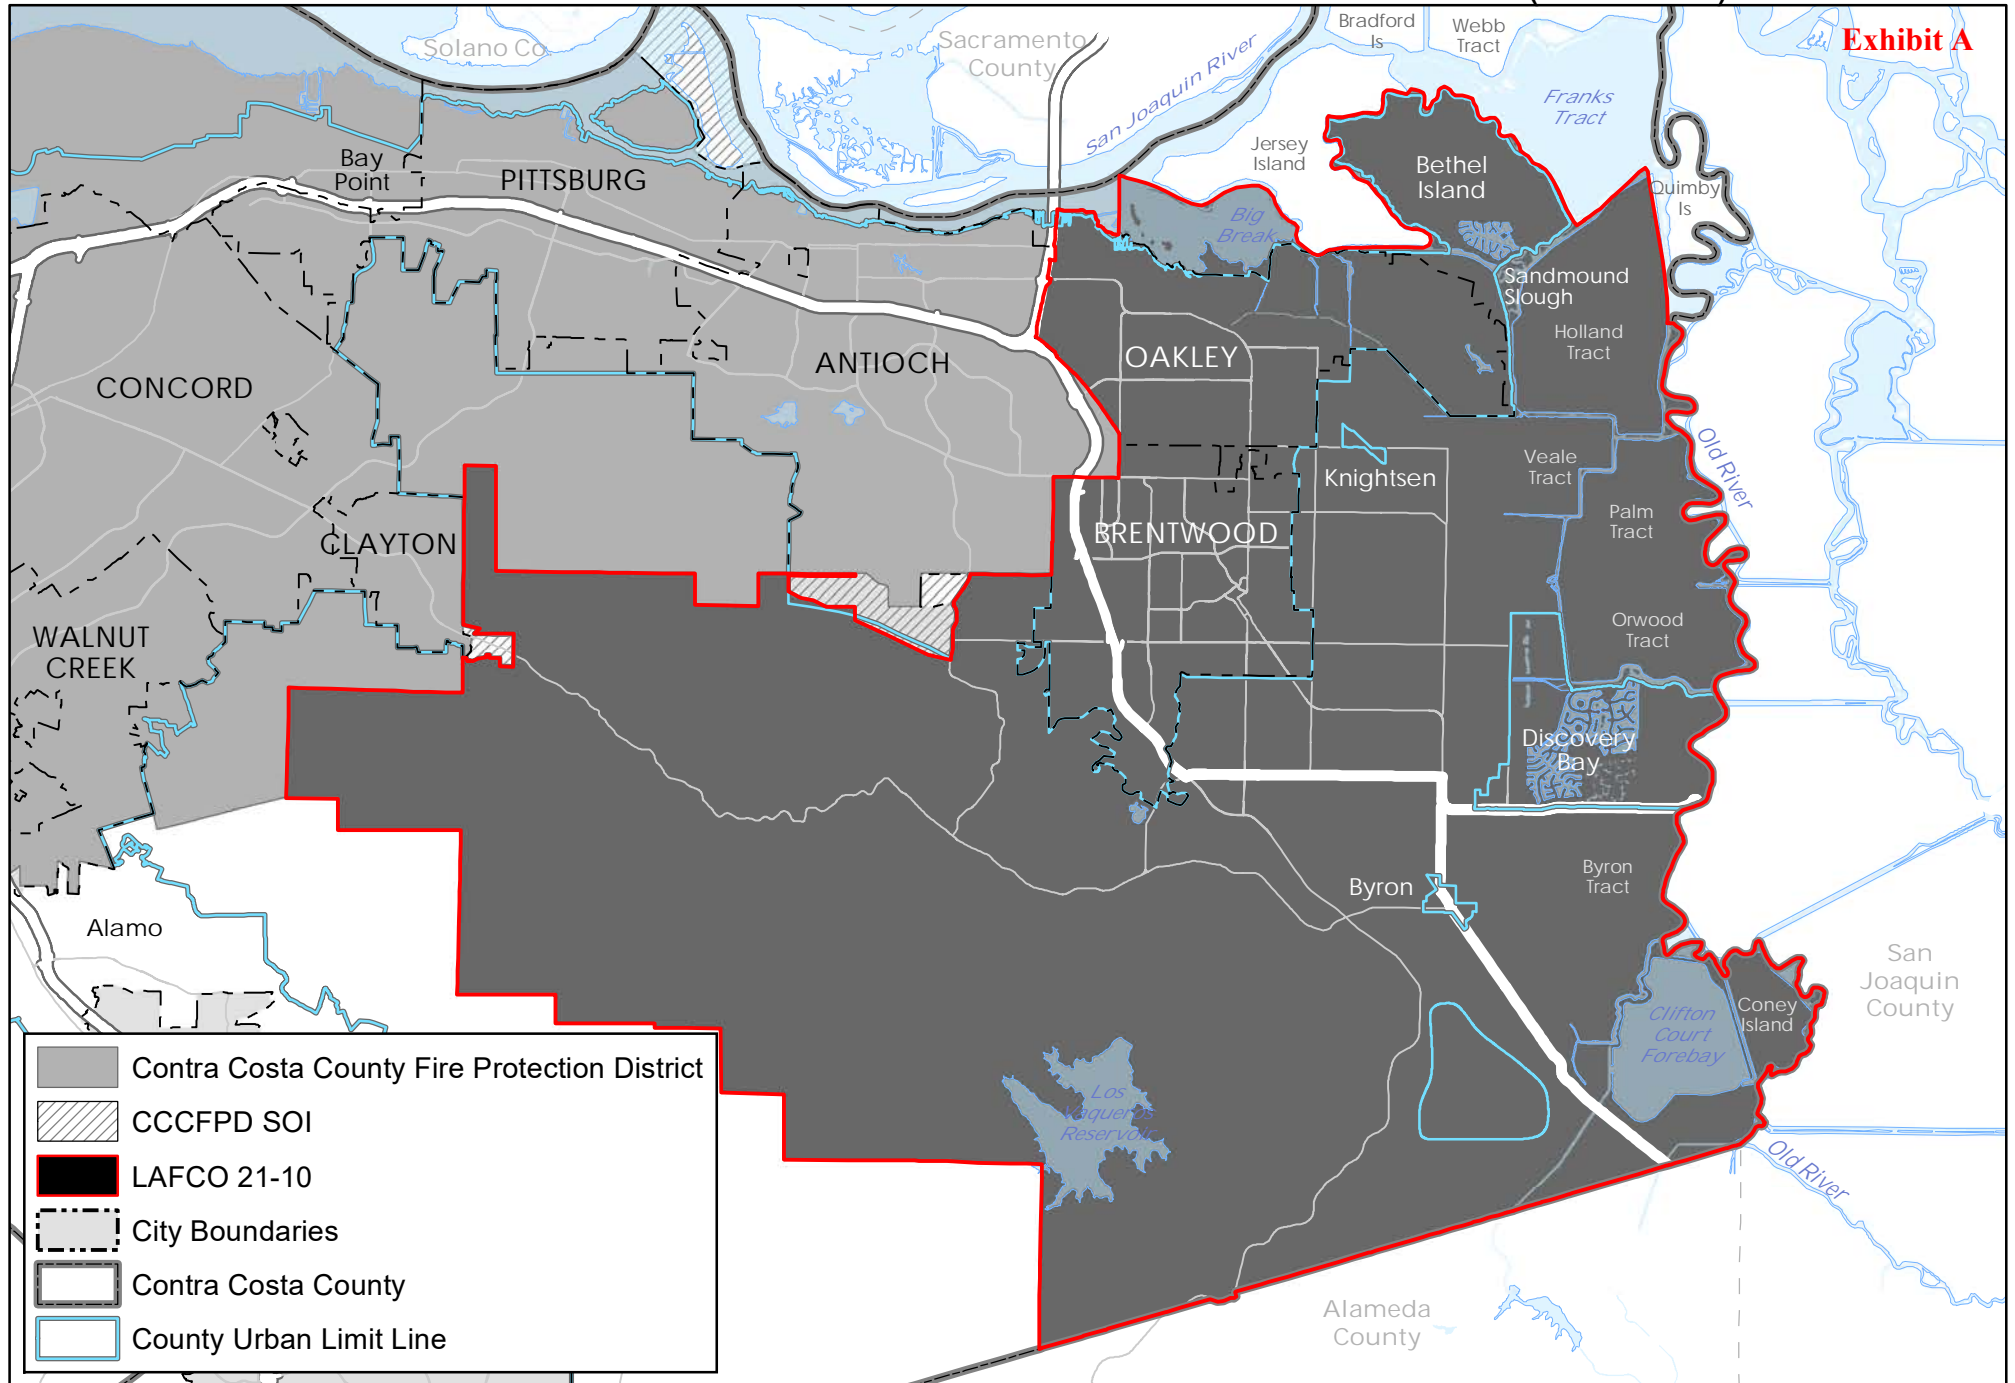 Exhibit A
Solano Co
Sacramento
County
San Joaquin River
Bradford
Is
Webb
Tract
Franks
Tract
Jersey
Island
Bethel
Island
Quimby
Is
Bay
Point
PITTSBURG
Big
Break
Sandmound
Slough
Holland
Tract
CONCORD
ANTIOCH
OAKLEY
Old River
Veale
Tract
Knightsen
Palm
Tract
CLAYTON
BRENTWOOD
Orwood
Tract
WALNUT
CREEK
Discovery
Bay
Byron
Tract
Byron
Alamo
San
Joaquin
County
Coney
Island
Clifton
Court
Forebay
Los
Vaqueros
Reservoir
Old River
Alameda
County
Contra Costa County Fire Protection District
CCCFPD SOI
LAFCO 21-10
City Boundaries
Contra Costa County
County Urban Limit Line